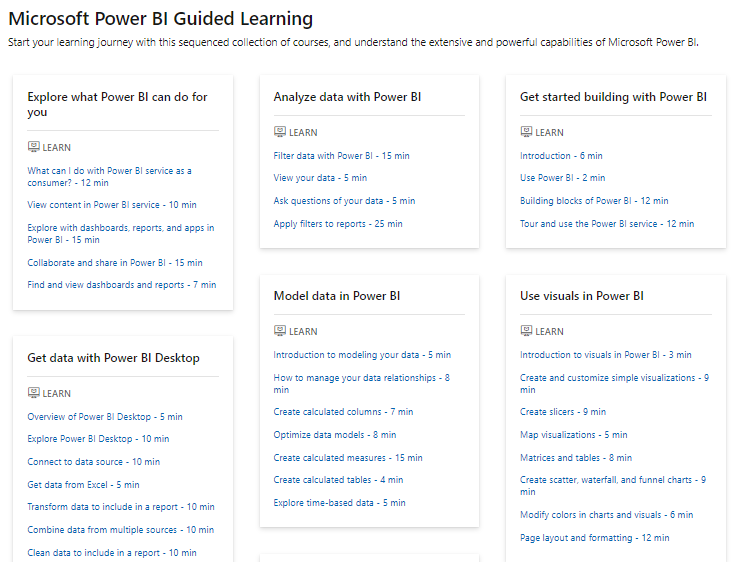 Microsoft Power BI Guided Learning
Start your learning journey with this sequenced collection of courses, and understand the extensive and powerful capabilities of Microsoft Power BI.
Explore what Power BI can do for
you
LEARN
What can I do with Power BI service as a
consumer? - 12 min
View content in Power BI service - 10 min
Explore with dashboards, reports, and apps in
Power BI - 15 min
Collaborate and share in Power BI - 15 min
Find and view dashboards and reports - 7 min
Get data with Power BI Desktop
LEARN
Overview of Power BI Desktop - 5 min
Explore Power BI Desktop - 10 min
Connect to data source - 10 min
Get data from Excel - 5 min
Transform data to include in a report - 10 min
Combine data from multiple sources - 10 min
Clean data to include in a report - 10 min
Analyze data with Power BI
LEARN
Filter data with Power BI - 15 min
View your data - 5 min
Ask questions of your data - 5 min
Apply filters to reports - 25 min
Model data in Power BI
LEARN
Introduction to modeling your data - 5 min
How to manage your data relationships - 8
min
Create calculated columns - 7 min
Optimize data models - 8 min
Create calculated measures - 15 min
Create calculated tables - 4 min
Explore time-based data - 5 min
Get started building with Power BI
LEARN
Introduction - 6 min
Use Power BI - 2 min
Building blocks of Power BI - 12 min
Tour and use the Power BI service - 12 min
Use visuals in Power BI
LEARN
Introduction to visuals in Power BI - 3 min
Create and customize simple visualizations - 9
min
Create slicers - 9 min
Map visualizations - 5 min
Matrices and tables - 8 min
Create scatter, waterfall, and funnel charts - 9
min
Modify colors in charts and visuals - 6 min
Page layout and formatting - 12 min